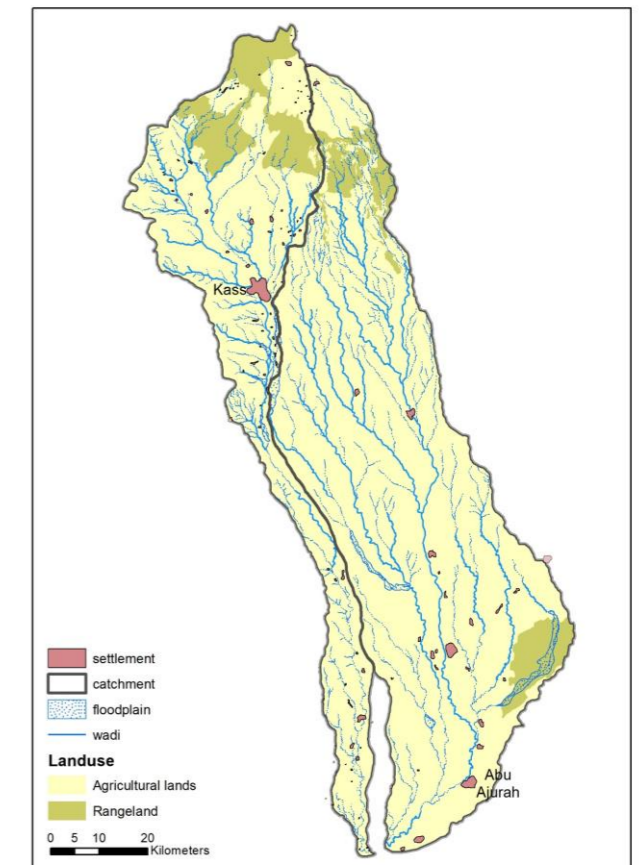 Kass
Abu
Ajurah
settlement
catchment
floodplain
wadi
Landuse
Agricultural lands
Rangeland
0 5 10 20
Kilometers